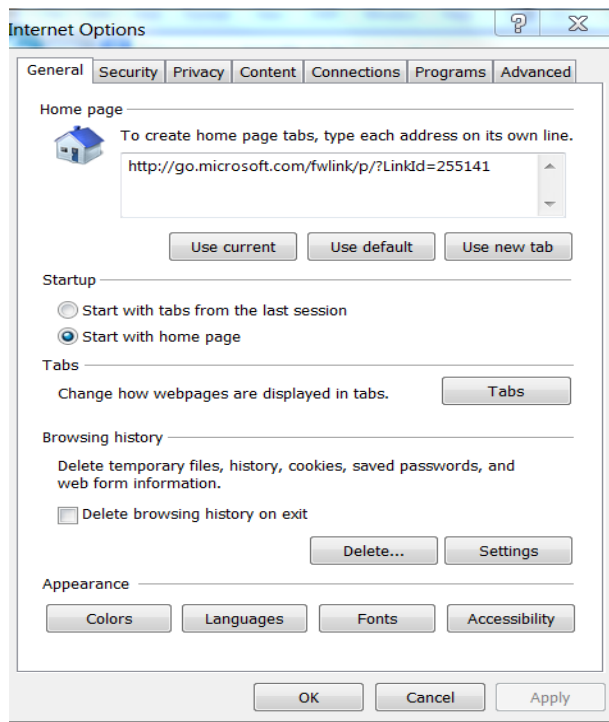 Internet Options
General Security Privacy Content Connections Programs Advanced
Home page
To create home page tabs, type each address on its own line.
http://go.microsoft.com/fwlink/p/?LinkId=255141
Use current Use default Use new tab
Startup
Start with tabs from the last session
Start with home page
Tabs
Change how webpages are displayed in tabs.
Tabs
Browsing history
Delete temporary files, history, cookies, saved passwords, and
web form information.
Delete browsing history on exit
Delete... Settings
Appearance
Colors Languages Fonts Accessibility
OK Cancel Apply